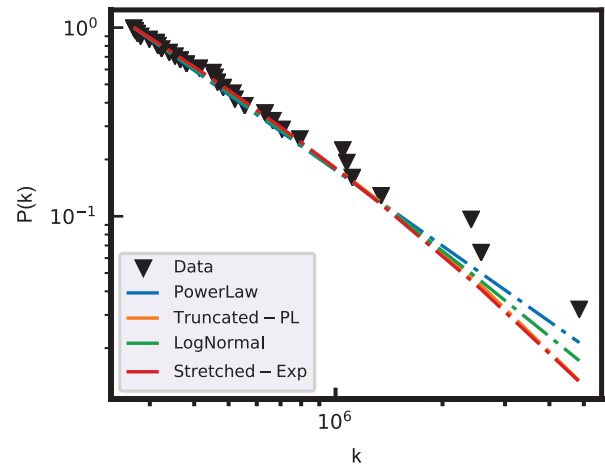 10⁰
10⁻¹
P(k)
Data
PowerLaw
Truncated − PL
LogNormal
Stretched − Exp
10⁶
k